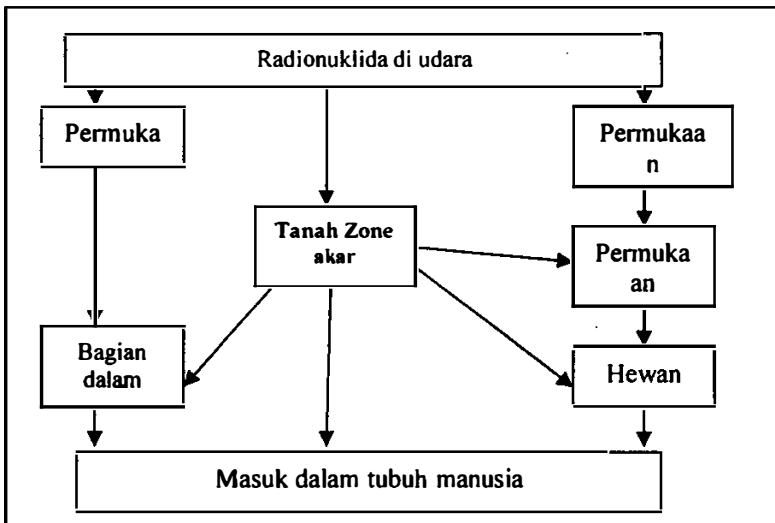 Radionuklida di udara
Permuka
Permukaa
n
Tanah Zone
akar
Permuka
an
Bagian
dalam
Hewan
Masuk dalam tubuh manusia